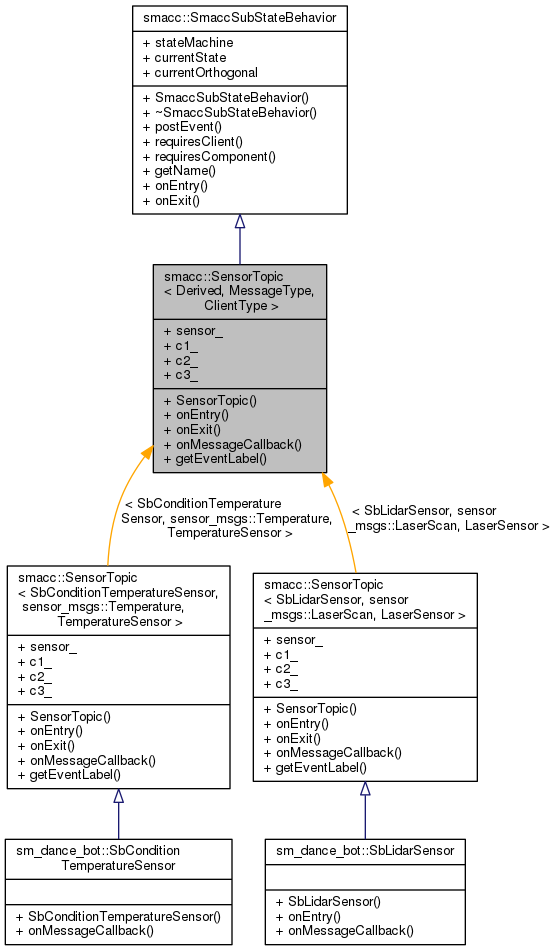 smacc::SmaccSubStateBehavior
+ stateMachine
+ currentState
+ currentOrthogonal
+ SmaccSubStateBehavior()
+ ~SmaccSubStateBehavior()
+ postEvent()
+ requiresClient()
+ requiresComponent()
+ getName()
+ onEntry()
+ onExit()
smacc::SensorTopic
< Derived, MessageType,
ClientType >
+ sensor_
+ c1_
+ c2_
+ c3_
+ SensorTopic()
+ onEntry()
+ onExit()
+ onMessageCallback()
+ getEventLabel()
< SbConditionTemperature
Sensor, sensor_msgs::Temperature,
TemperatureSensor >
< SbLidarSensor, sensor
_msgs::LaserScan, LaserSensor >
smacc::SensorTopic
< SbConditionTemperatureSensor,
sensor_msgs::Temperature,
TemperatureSensor >
+ sensor_
+ c1_
+ c2_
+ c3_
+ SensorTopic()
+ onEntry()
+ onExit()
+ onMessageCallback()
+ getEventLabel()
smacc::SensorTopic
< SbLidarSensor, sensor
_msgs::LaserScan, LaserSensor >
+ sensor_
+ c1_
+ c2_
+ c3_
+ SensorTopic()
+ onEntry()
+ onExit()
+ onMessageCallback()
+ getEventLabel()
sm_dance_bot::SbCondition
TemperatureSensor
+ SbConditionTemperatureSensor()
+ onMessageCallback()
sm_dance_bot::SbLidarSensor
+ SbLidarSensor()
+ onEntry()
+ onMessageCallback()